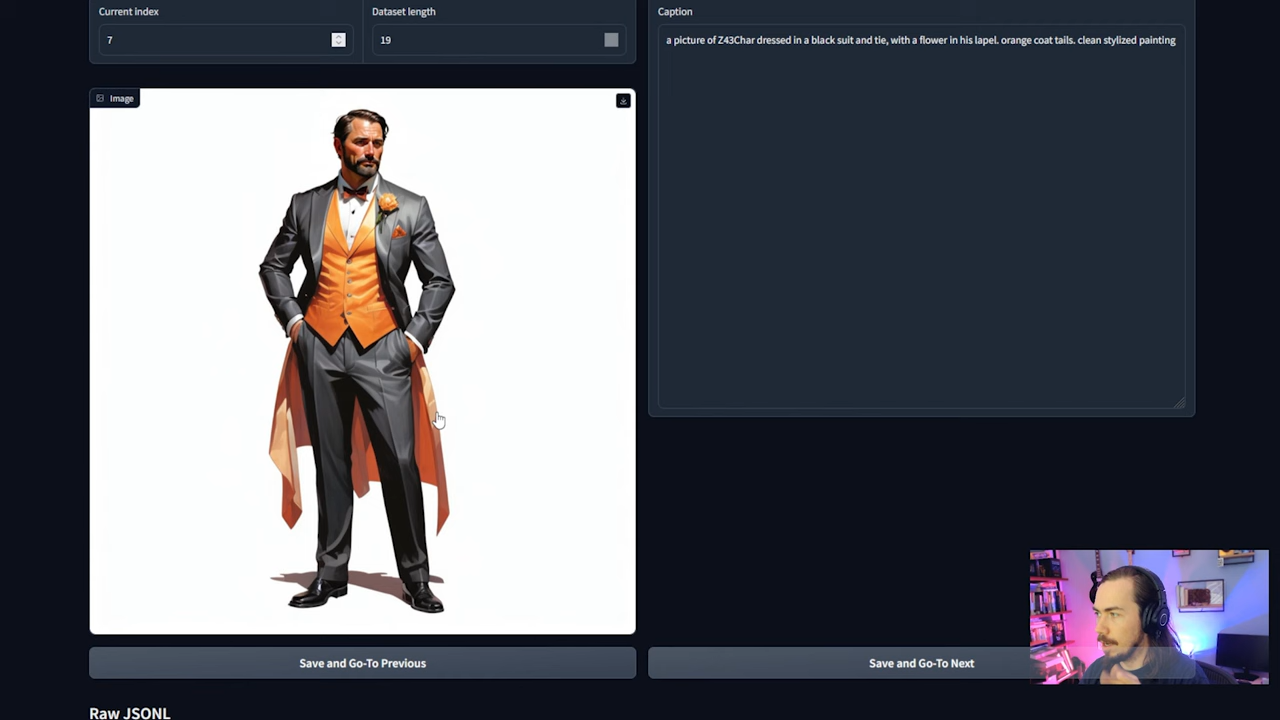 Current index
Dataset length
Caption
7
19
a picture of Z43Char dressed in a black suit and tie, with a flower in his lapel. orange coat tails. clean stylized painting
Image
Save and Go-To Previous
Save and Go-To Next
Raw JSONL